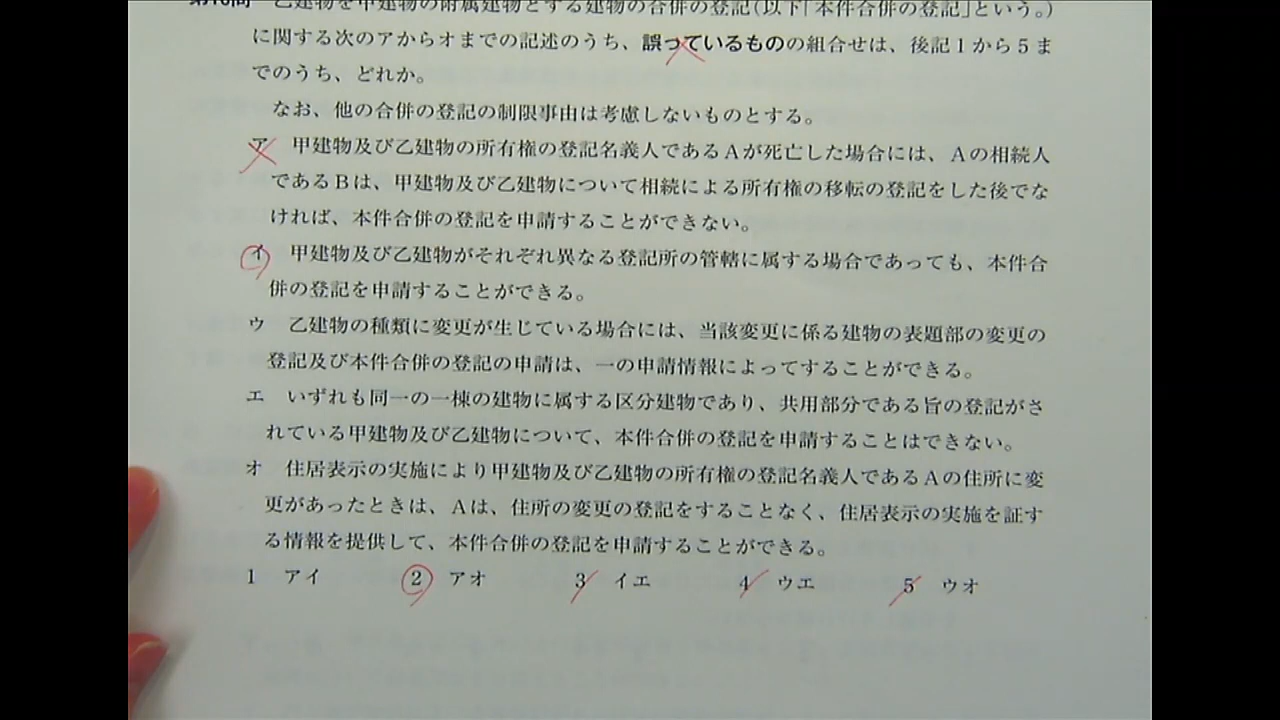 乙建物を甲建物の附属建物とする建物の合併の登記(以下「本件合併の登記」という。)
に関する次のアからオまでの記述のうち、誤っているものの組合せは、後記1から5ま
でのうち、どれか。
なお、他の合併の登記の制限事由は考慮しないものとする。
ア 甲建物及び乙建物の所有権の登記名義人であるAが死亡した場合には、Aの相続人
であるBは、甲建物及び乙建物について相続による所有権の移転の登記をした後でな
ければ、本件合併の登記を申請することができない。
イ 甲建物及び乙建物がそれぞれ異なる登記所の管轄に属する場合であっても、本件合
併の登記を申請することができる。
ウ 乙建物の種類に変更が生じている場合には、当該変更に係る建物の表題部の変更の
登記及び本件合併の登記の申請は、一の申請情報によってすることができる。
エ いずれも同一の一棟の建物に属する区分建物であり、共用部分である旨の登記がさ
れている甲建物及び乙建物について、本件合併の登記を申請することはできない。
オ 住居表示の実施により甲建物及び乙建物の所有権の登記名義人であるAの住所に変
更があったときは、Aは、住所の変更の登記をすることなく、住居表示の実施を証す
る情報を提供して、本件合併の登記を申請することができる。
1 アイ 2 アオ 3 イエ 4 ウエ 5 ウオ